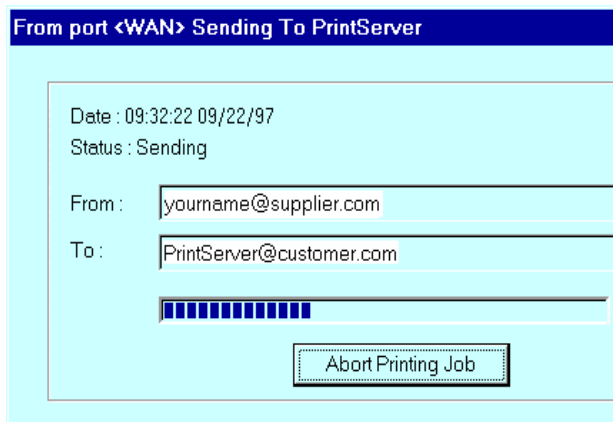 From port <WAN> Sending To PrintServer
Date : 09:32:22 09/22/97
Status : Sending
From : yourname@supplier.com
To : PrintServer@customer.com
Abort Printing Job